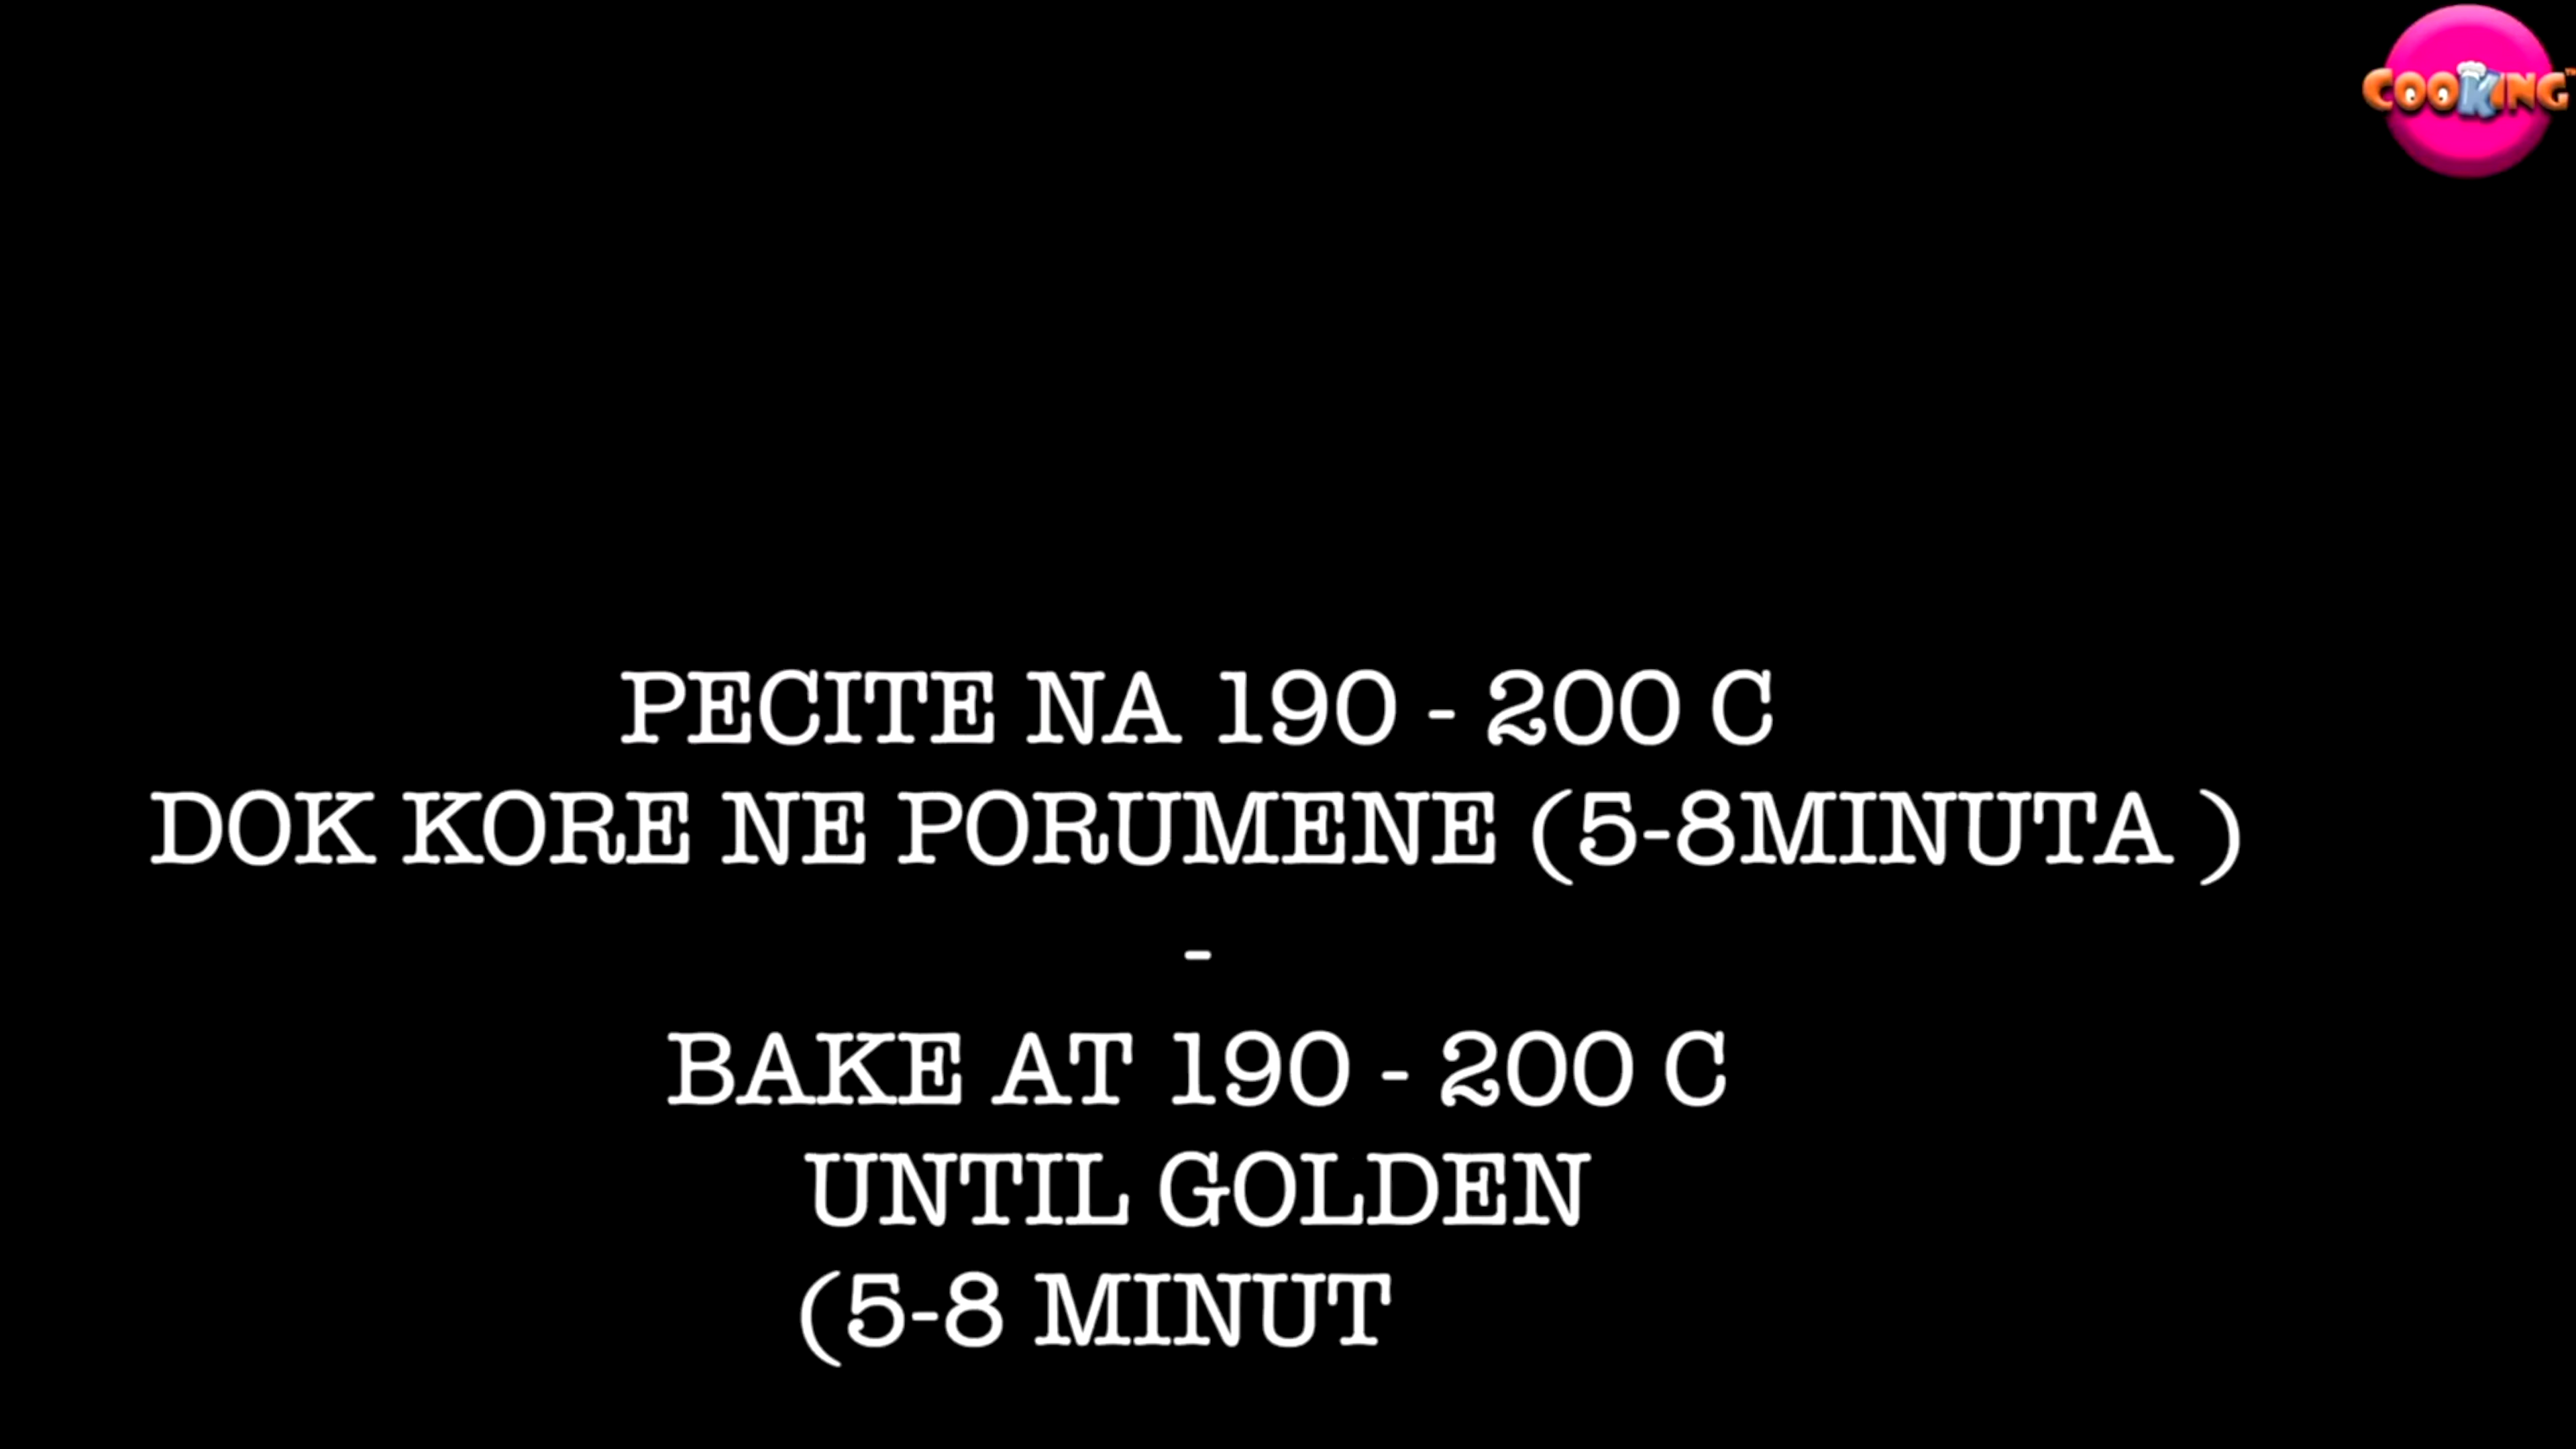 COOKING™
PECITE NA 190 - 200 C
DOK KORE NE PORUMENE (5-8MINUTA )
-
BAKE AT 190 - 200 C
UNTIL GOLDEN
(5-8 MINUT